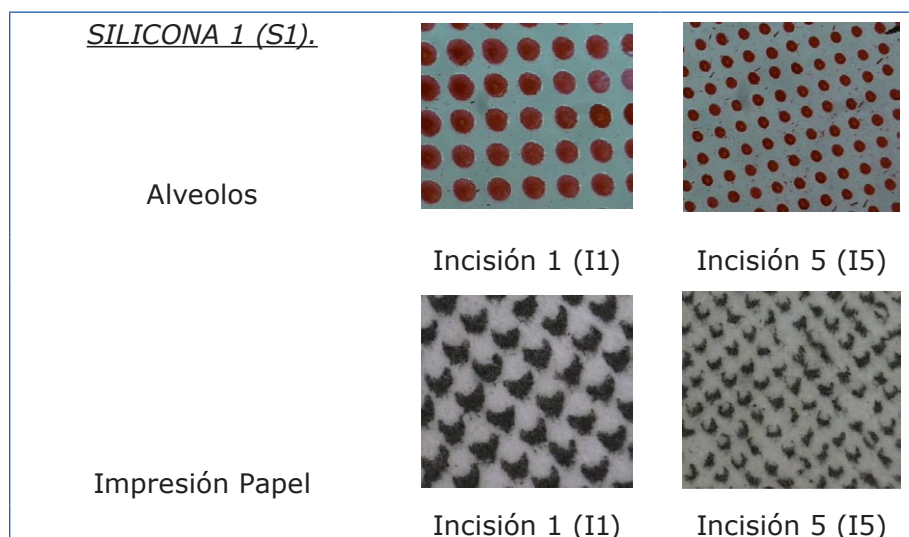 SILICONA 1 (S1).
Alveolos
Incisión 1 (I1) Incisión 5 (I5)
Impresión Papel
Incisión 1 (I1) Incisión 5 (I5)